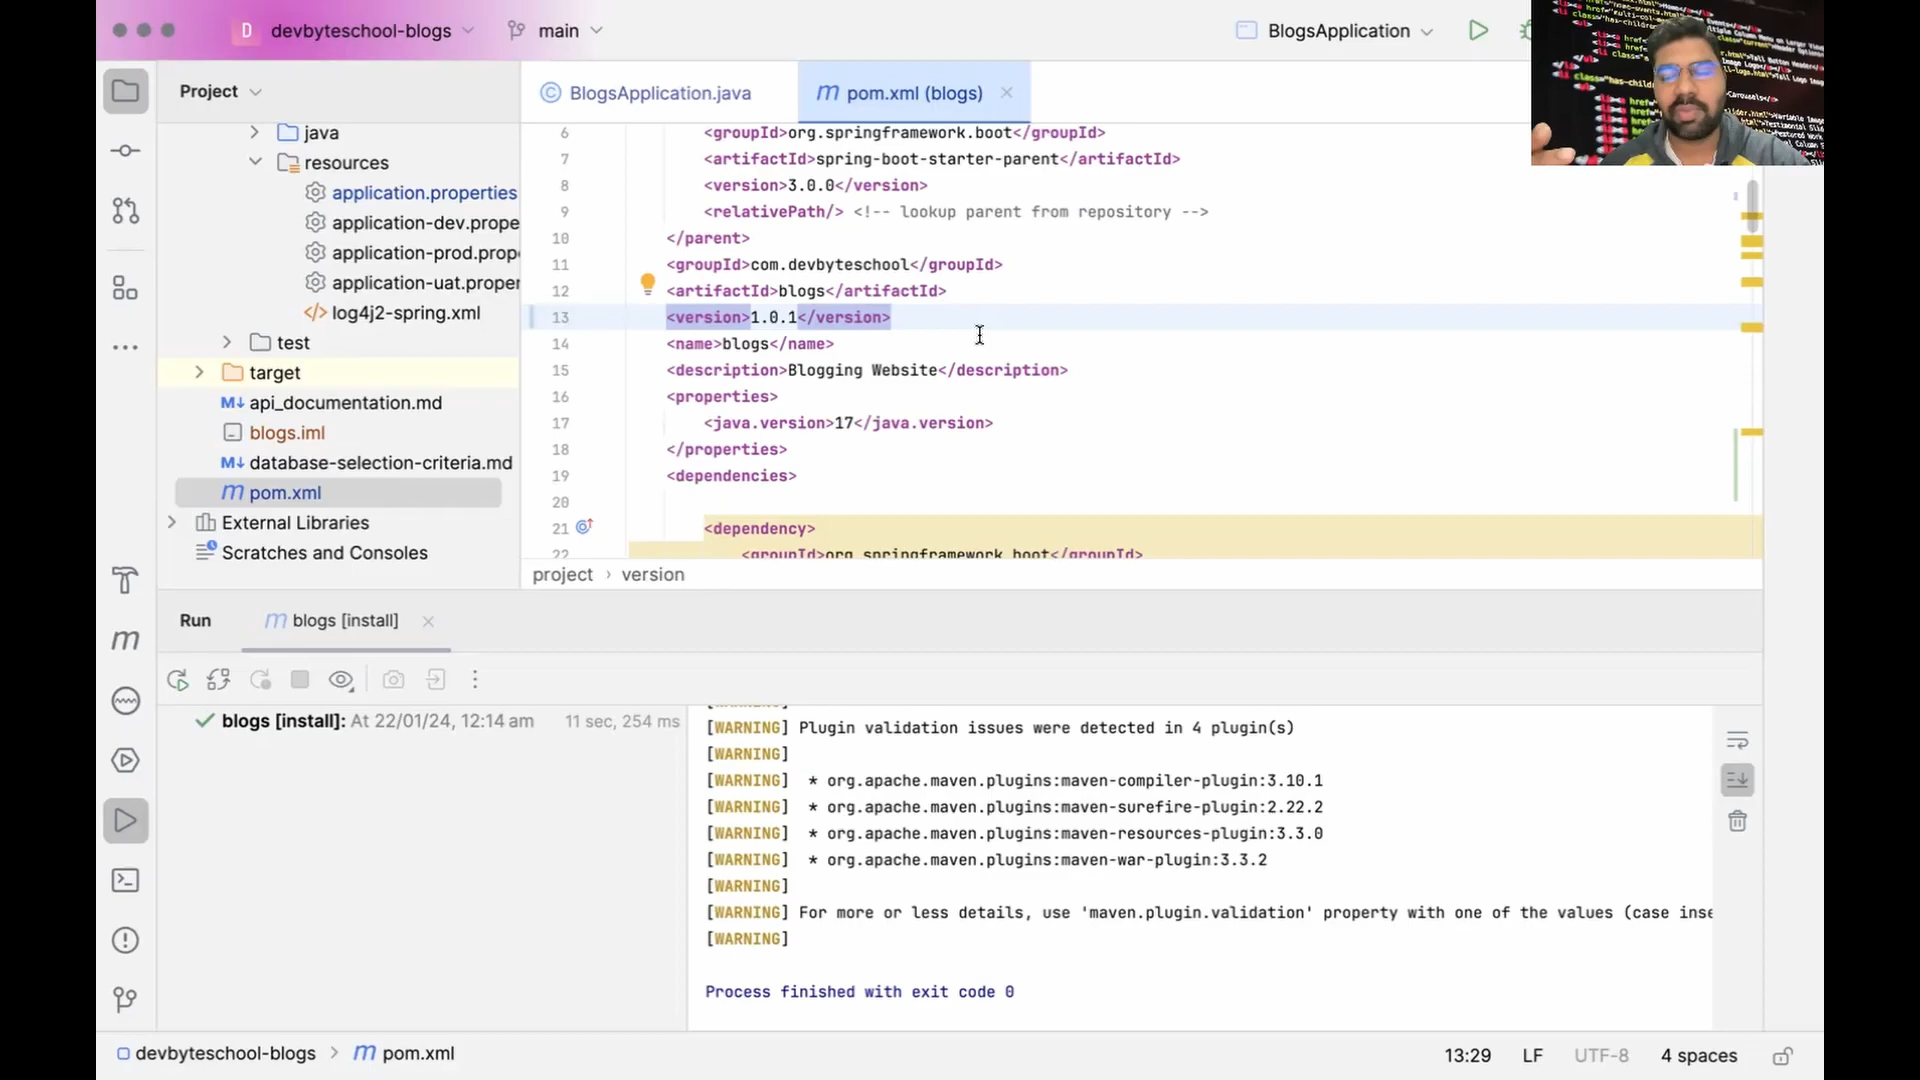 D devbyteschool-blogs
main
BlogsApplication
Project
BlogsApplication.java
pom.xml (blogs)
java
resources
application.properties
application-dev.prope
application-prod.prop
application-uat.proper
log4j2-spring.xml
test
target
api_documentation.md
blogs.iml
database-selection-criteria.md
pom.xml
External Libraries
Scratches and Consoles
6 <groupId>org.springframework.boot</groupId>
7 <artifactId>spring-boot-starter-parent</artifactId>
8 <version>3.0.0</version>
9 <relativePath/> <!-- lookup parent from repository -->
10 </parent>
11 <groupId>com.devbyteschool</groupId>
12 <artifactId>blogs</artifactId>
13 <version>1.0.1</version>
14 <name>blogs</name>
15 <description>Blogging Website</description>
16 <properties>
17 <java.version>17</java.version>
18 </properties>
19 <dependencies>
20
21 <dependency>
22 <groupId>org.springframework.boot</groupId>
project > version
Run
blogs [install]
blogs [install]: At 22/01/24, 12:14 am 11 sec, 254 ms
[WARNING] Plugin validation issues were detected in 4 plugin(s)
[WARNING]
[WARNING] * org.apache.maven.plugins:maven-compiler-plugin:3.10.1
[WARNING] * org.apache.maven.plugins:maven-surefire-plugin:2.22.2
[WARNING] * org.apache.maven.plugins:maven-resources-plugin:3.3.0
[WARNING] * org.apache.maven.plugins:maven-war-plugin:3.3.2
[WARNING]
[WARNING] For more or less details, use 'maven.plugin.validation' property with one of the values (case inse
[WARNING]
Process finished with exit code 0
devbyteschool-blogs > pom.xml
13:29 LF UTF-8 4 spaces